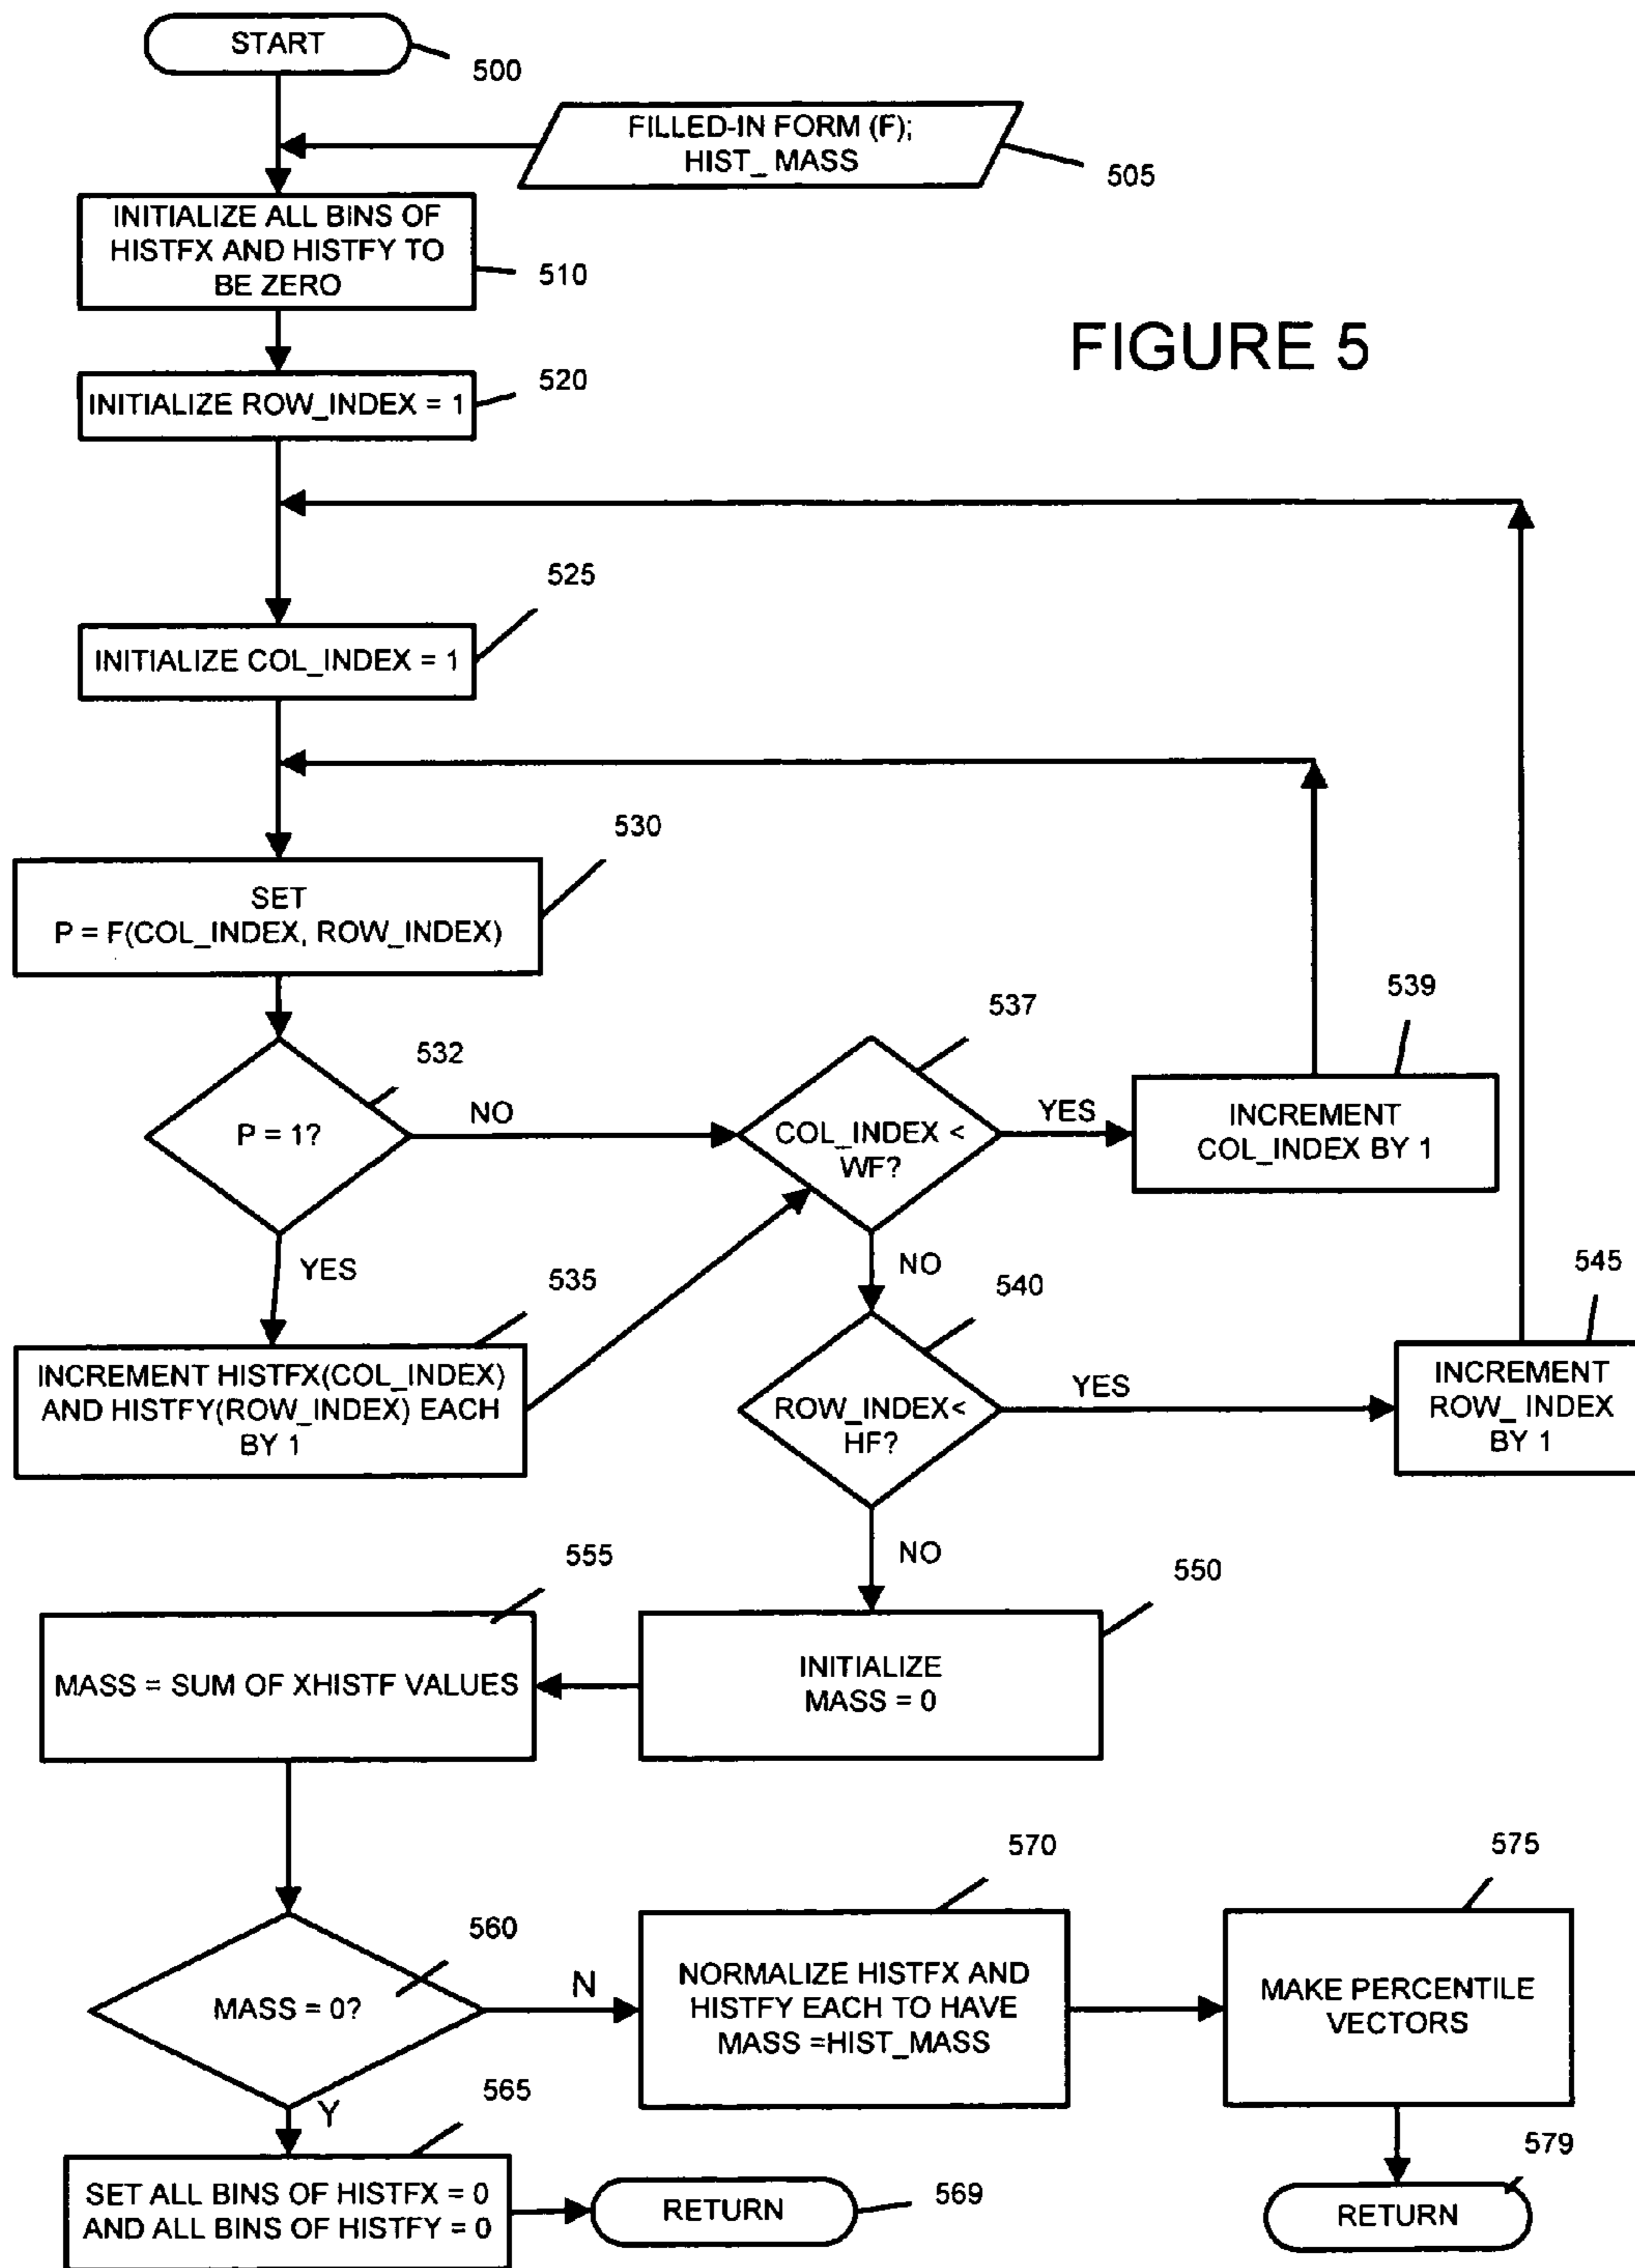 START
500
FILLED-IN FORM (F);
HIST_ MASS
505
INITIALIZE ALL BINS OF
HISTFX AND HISTFY TO
BE ZERO
510
FIGURE 5
520
INITIALIZE ROW_INDEX = 1
525
INITIALIZE COL_INDEX = 1
530
SET
P = F(COL_INDEX, ROW_INDEX)
539
537
532
P = 1?
NO
COL_INDEX <
WF?
YES
INCREMENT
COL_INDEX BY 1
YES
NO
535
540
545
INCREMENT HISTFX(COL_INDEX)
AND HISTFY(ROW_INDEX) EACH
BY 1
ROW_INDEX<
HF?
YES
INCREMENT
ROW_ INDEX
BY 1
NO
555
550
MASS = SUM OF XHISTF VALUES
INITIALIZE
MASS = 0
570
575
560
MASS = 0?
N
NORMALIZE HISTFX AND
HISTFY EACH TO HAVE
MASS =HIST_MASS
MAKE PERCENTILE
VECTORS
Y
565
579
SET ALL BINS OF HISTFX = 0
AND ALL BINS OF HISTFY = 0
RETURN
569
RETURN